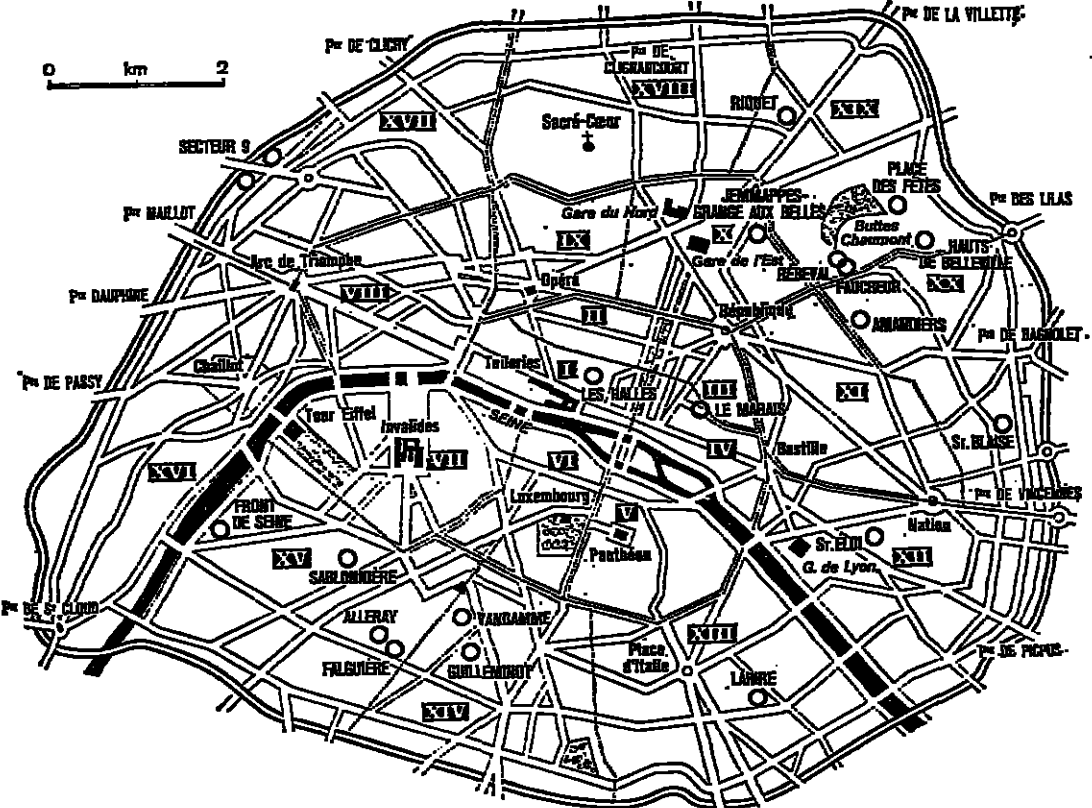 Pte DE LA VILLETTE
Pte DE CLICHY
Pte DE
CLIGNANCOURT
0 km 2
XVIII
RIQUET
XIX
XVII
Sacré-Cœur
SECTEUR 9
PLACE
DES FÊTES
Pte MAILLOT
JEMMAPPES-
GRANGE AUX BELLES
Pte DES LILAS
Gare du Nord
X
Buttes
Chaumont
IX
HAUTS
DE BELLEVILLE
Arc de Triomphe
Gare de l'Est
RÉBEVAL
FAUCHEUR
XX
Pte DAUPHINE
VIII
Opéra
II
République
AMANDIERS
Pte DE BAGNOLET
Chaillot
Tuileries
I
LES HALLES
III
LE MARAIS
XI
Pte DE PASSY
SEINE
Tour Eiffel
Invalides
St. BLAISE
XVI
VII
VI
IV
Bastille
Luxembourg
V
Pte DE VINCENNES
FRONT
DE SEINE
Nation
Panthéon
St. ÉLOI
XV
XII
SABLONNIÈRE
G. de Lyon
Pte DE St CLOUD
ALLERAY
VANDAMME
XIII
Place
d'Italie
Pte DE PICPUS
FALGUIÈRE
GUILLEMINOT
LAHIRE
XIV